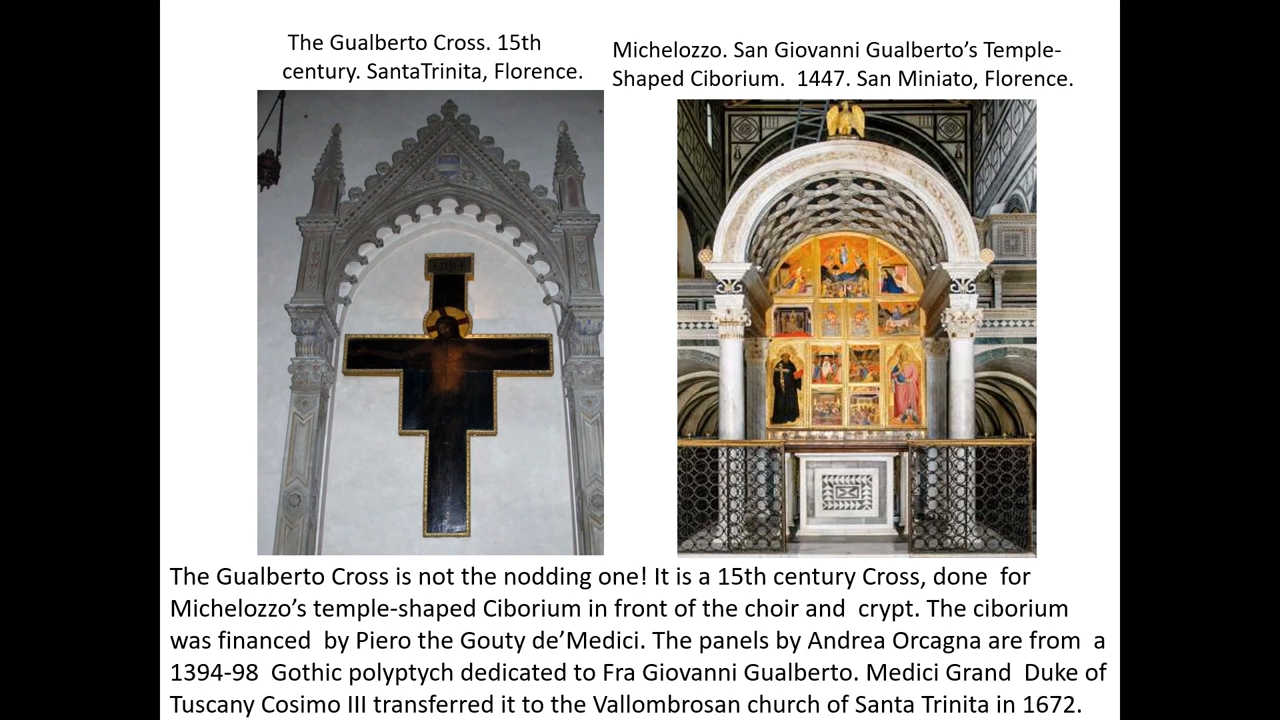 The Gualberto Cross. 15th
century. SantaTrinita, Florence.
Michelozzo. San Giovanni Gualberto’s Temple-
Shaped Ciborium.  1447. San Miniato, Florence.
The Gualberto Cross is not the nodding one! It is a 15th century Cross, done  for
Michelozzo’s temple-shaped Ciborium in front of the choir and  crypt. The ciborium
was financed  by Piero the Gouty de’Medici. The panels by Andrea Orcagna are from  a
1394-98  Gothic polyptych dedicated to Fra Giovanni Gualberto. Medici Grand  Duke of
Tuscany Cosimo III transferred it to the Vallombrosan church of Santa Trinita in 1672.